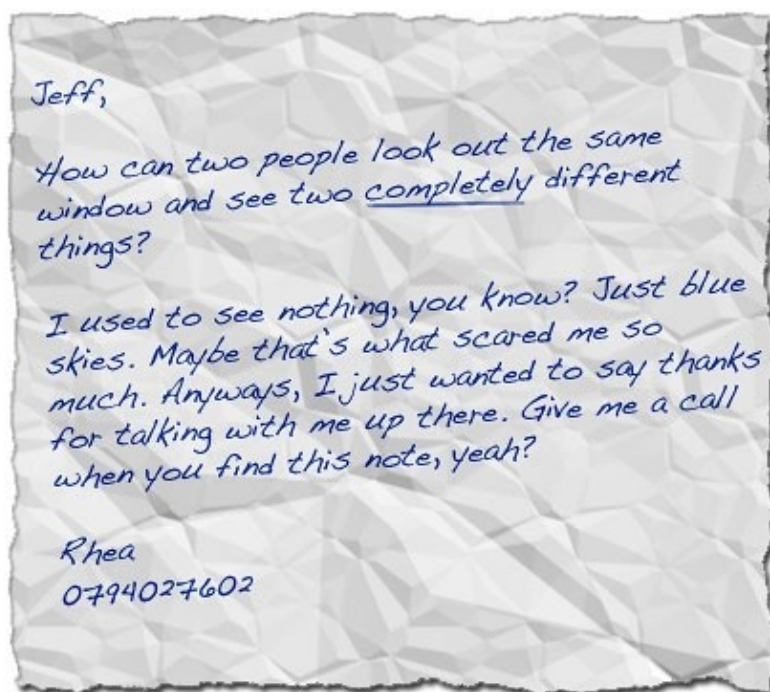 Jeff,
How can two people look out the same
window and see two completely different
things?
I used to see nothing, you know? Just blue
skies. Maybe that's what scared me so
much. Anyways, I just wanted to say thanks
for talking with me up there. Give me a call
when you find this note, yeah?
Rhea
0794027602